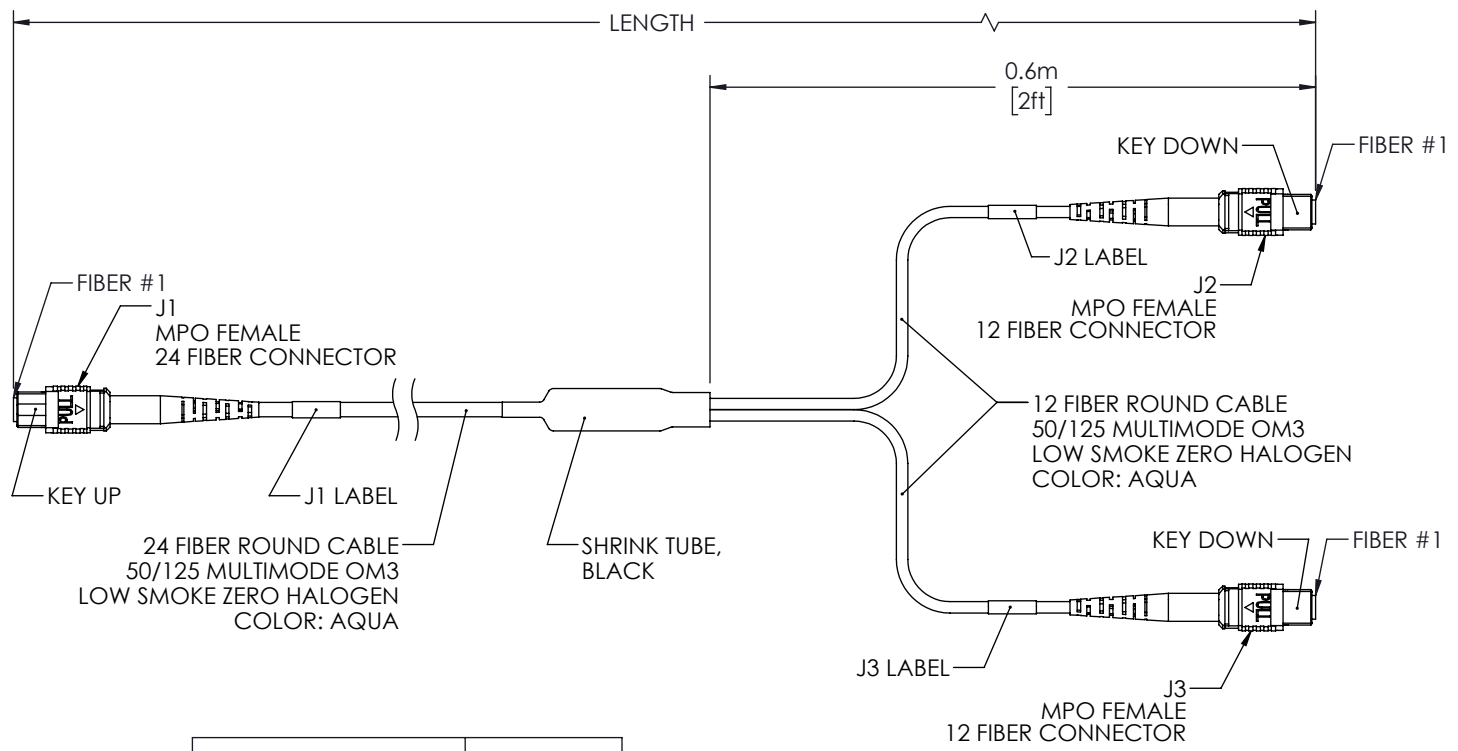 LENGTH
0.6m
[2ft]
KEY DOWN
FIBER #1
PULL
J2 LABEL
J2
MPO FEMALE
12 FIBER CONNECTOR
FIBER #1
J1
MPO FEMALE
24 FIBER CONNECTOR
PULL
KEY UP
J1 LABEL
12 FIBER ROUND CABLE
50/125 MULTIMODE OM3
LOW SMOKE ZERO HALOGEN
COLOR: AQUA
24 FIBER ROUND CABLE
50/125 MULTIMODE OM3
LOW SMOKE ZERO HALOGEN
COLOR: AQUA
SHRINK TUBE,
BLACK
KEY DOWN
FIBER #1
PULL
J3 LABEL
J3
MPO FEMALE
12 FIBER CONNECTOR